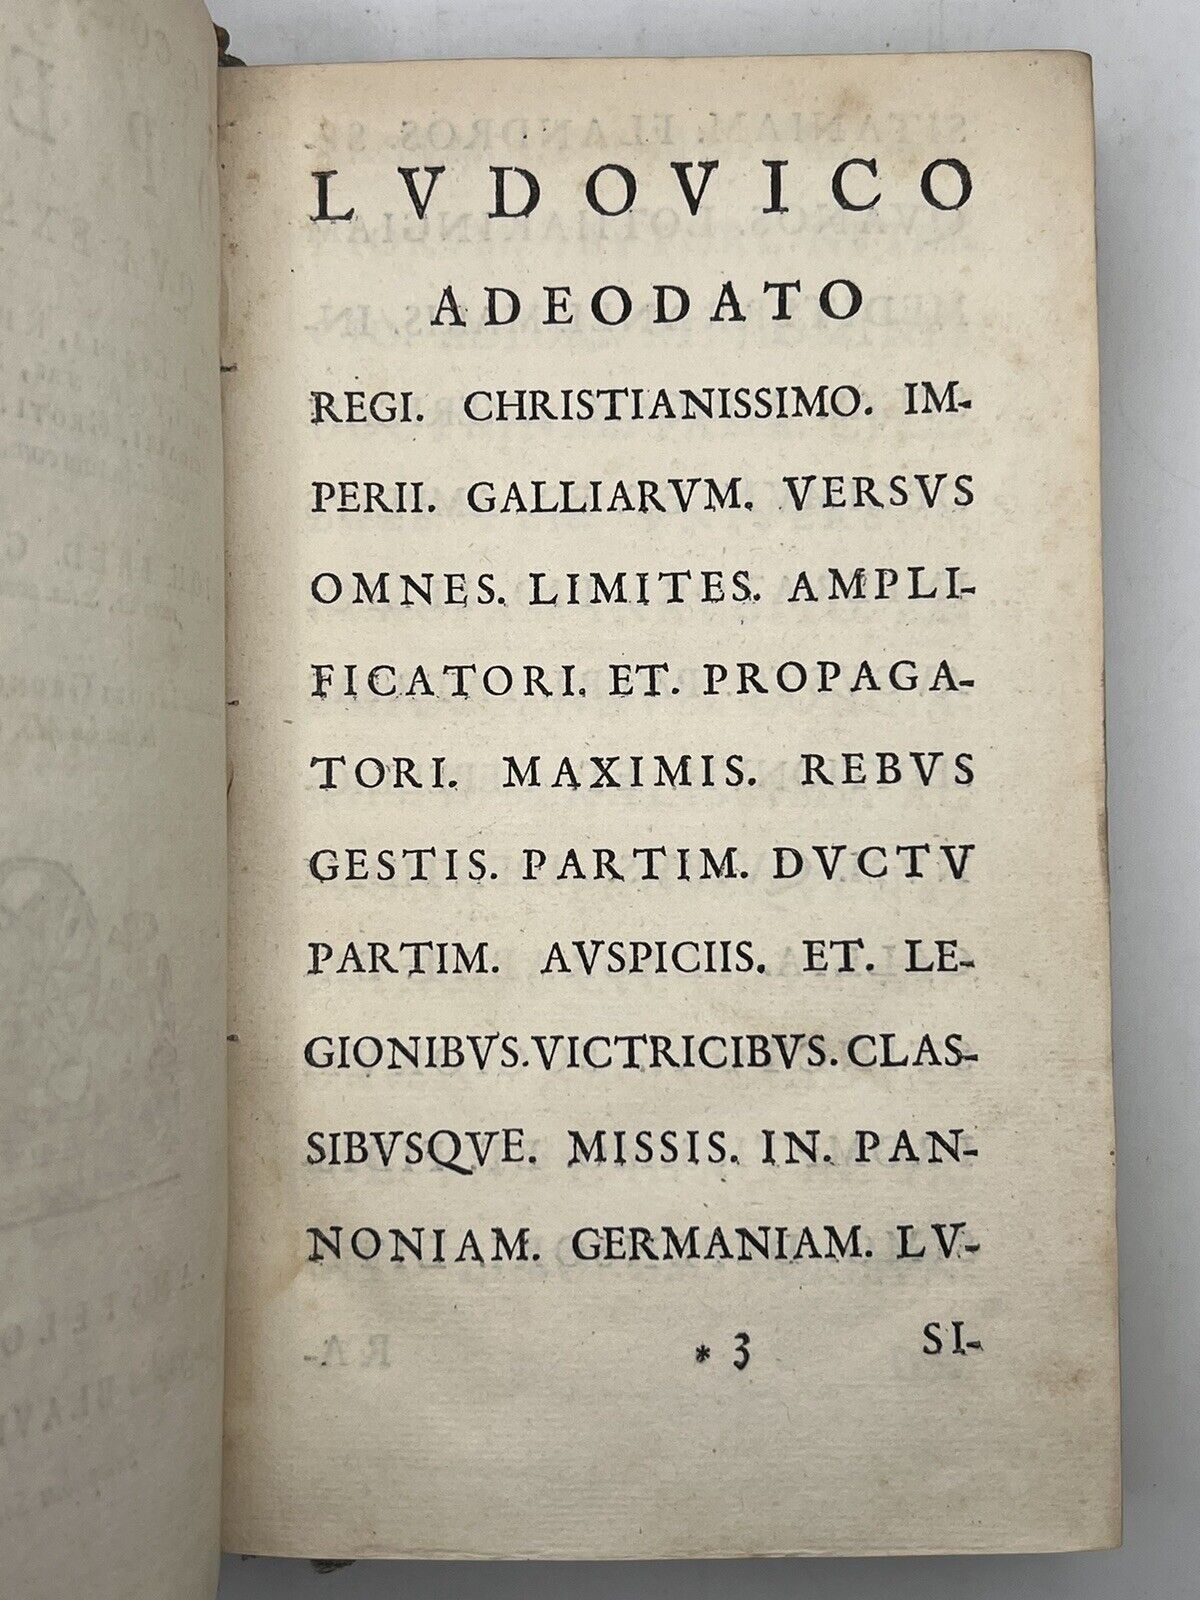 LVDOVICO
ADEODATO
REGI. CHRISTIANISSIMO. IM-
PERII. GALLIARVM. VERSVS
OMNES. LIMITES. AMPLI-
FICATORI. ET. PROPAGA-
TORI. MAXIMIS. REBVS
GESTIS. PARTIM. DVCTV
PARTIM. AVSPICIIS. ET. LE-
GIONIBVS. VICTRICIBVS. CLAS-
SIBVSQVE. MISSIS. IN. PAN-
NONIAM. GERMANIAM. LV-
* 3 SI-